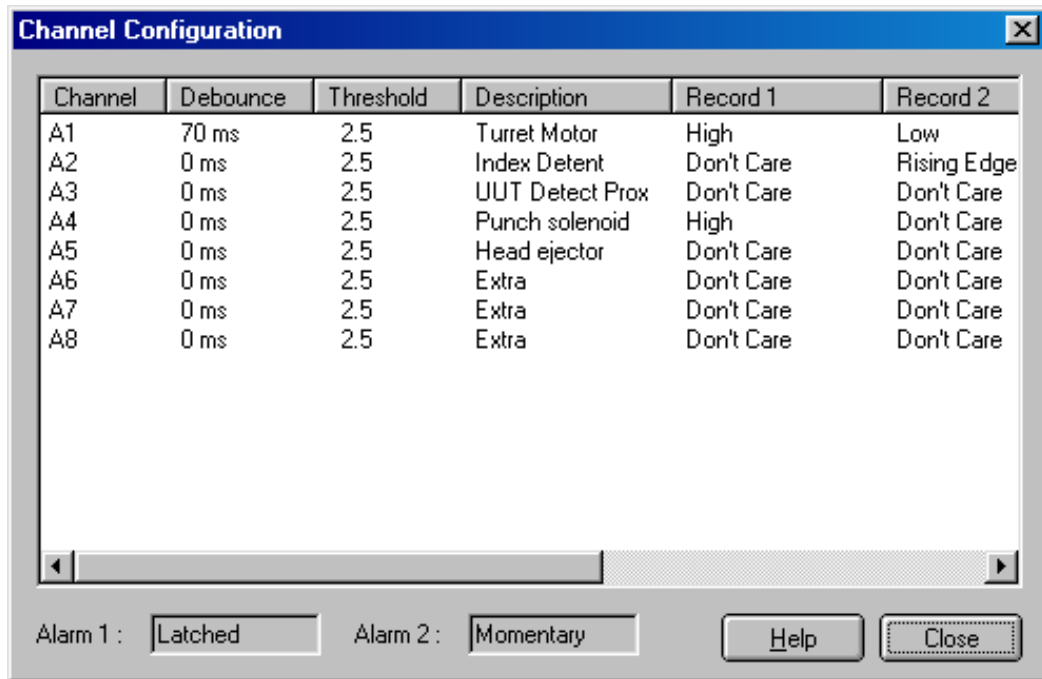 Channel Configuration
Channel Debounce Threshold Description Record 1 Record 2
A1 70 ms 2.5 Turret Motor High Low
A2 0 ms 2.5 Index Detent Don't Care Rising Edge
A3 0 ms 2.5 UUT Detect Prox Don't Care Don't Care
A4 0 ms 2.5 Punch solenoid High Don't Care
A5 0 ms 2.5 Head ejector Don't Care Don't Care
A6 0 ms 2.5 Extra Don't Care Don't Care
A7 0 ms 2.5 Extra Don't Care Don't Care
A8 0 ms 2.5 Extra Don't Care Don't Care
Alarm 1 : Latched Alarm 2 : Momentary Help Close